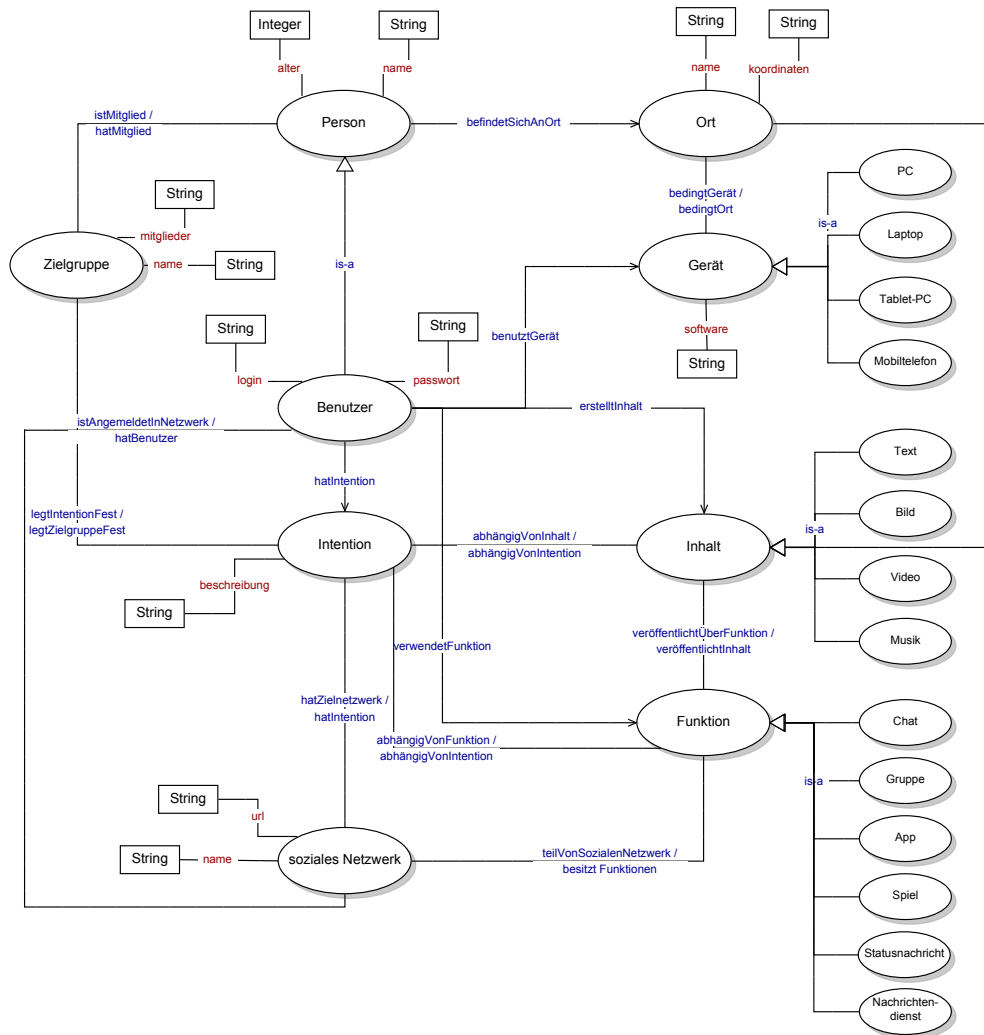 Integer
String
String
String
alter
name
name
koordinaten
istMitglied /
hatMitglied
Person
befindetSichAnOrt
Ort
String
mitglieder
Zielgruppe
name
String
is-a
bedingtGerät /
bedingtOrt
PC
is-a
Laptop
Gerät
Tablet-PC
Mobiltelefon
software
String
benutztGerät
String
String
login
passwort
Benutzer
erstelltInhalt
istAngemeldetInNetzwerk /
hatBenutzer
hatIntention
legtIntentionFest /
legtZielgruppeFest
Intention
abhängigVonInhalt /
abhängigVonIntention
Inhalt
Text
Bild
is-a
Video
Musik
beschreibung
String
verwendetFunktion
veröffentlichtÜberFunktion /
veröffentlichtInhalt
hatZielnetzwerk /
hatIntention
abhängigVonFunktion /
abhängigVonIntention
Funktion
Chat
is-a
Gruppe
App
Spiel
Statusnachricht
Nachrichten-
dienst
String
url
String
name
soziales Netzwerk
teilVonSozialenNetzwerk /
besitzt Funktionen